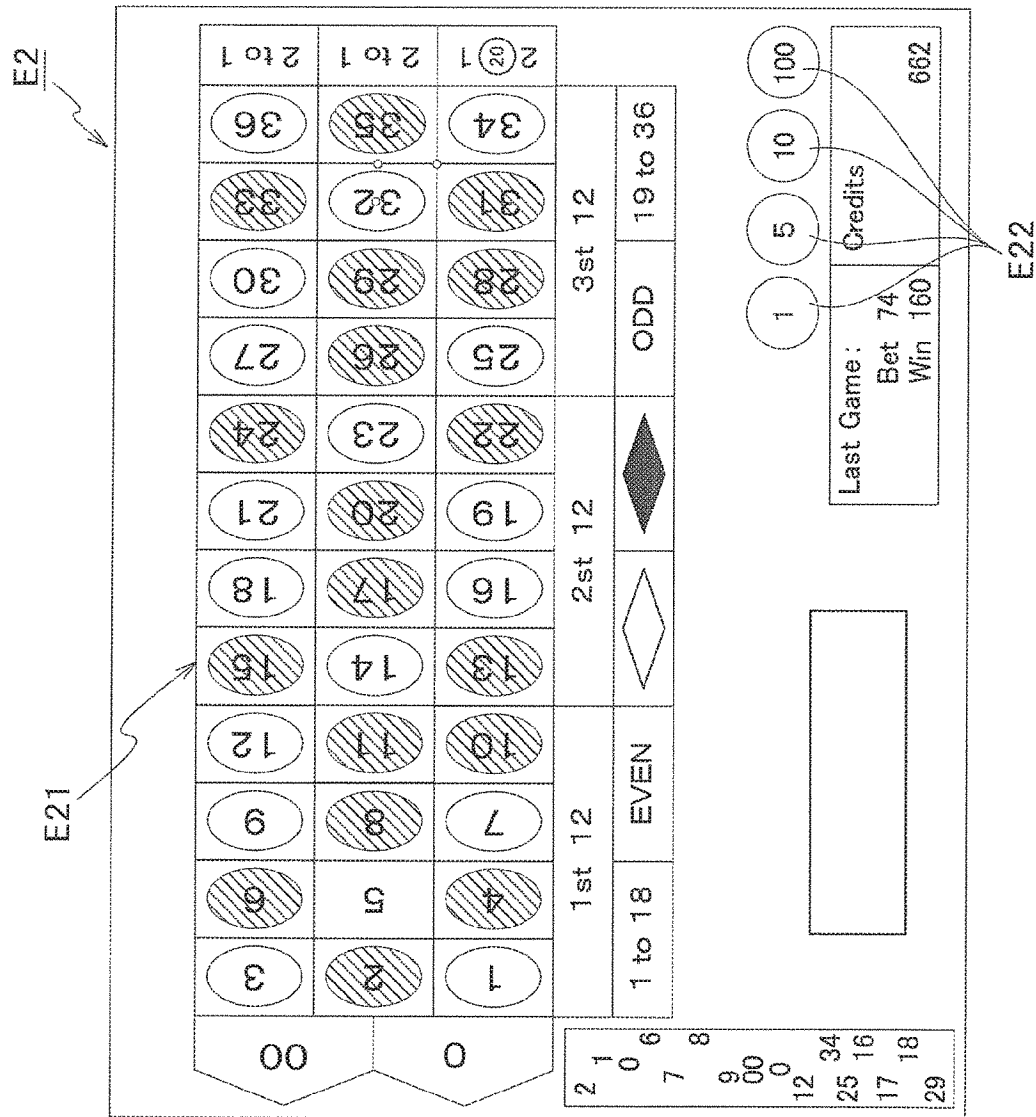 E2
E21
00
3 6 9 12 15 18 21 24 27 30 33 36 2 to 1
2 5 8 11 14 17 20 23 26 29 32 35 2 to 1
0
1 4 7 10 13 16 19 22 25 28 31 34 2 20 1
1st 12 2st 12 3st 12
1 to 18 EVEN ODD 19 to 36
2
1
0
6
7
8
9
00
0
12
34
25
16
17
18
29
1 5 10 100
Last Game: Credits
Bet 74
Win 160 662
E22